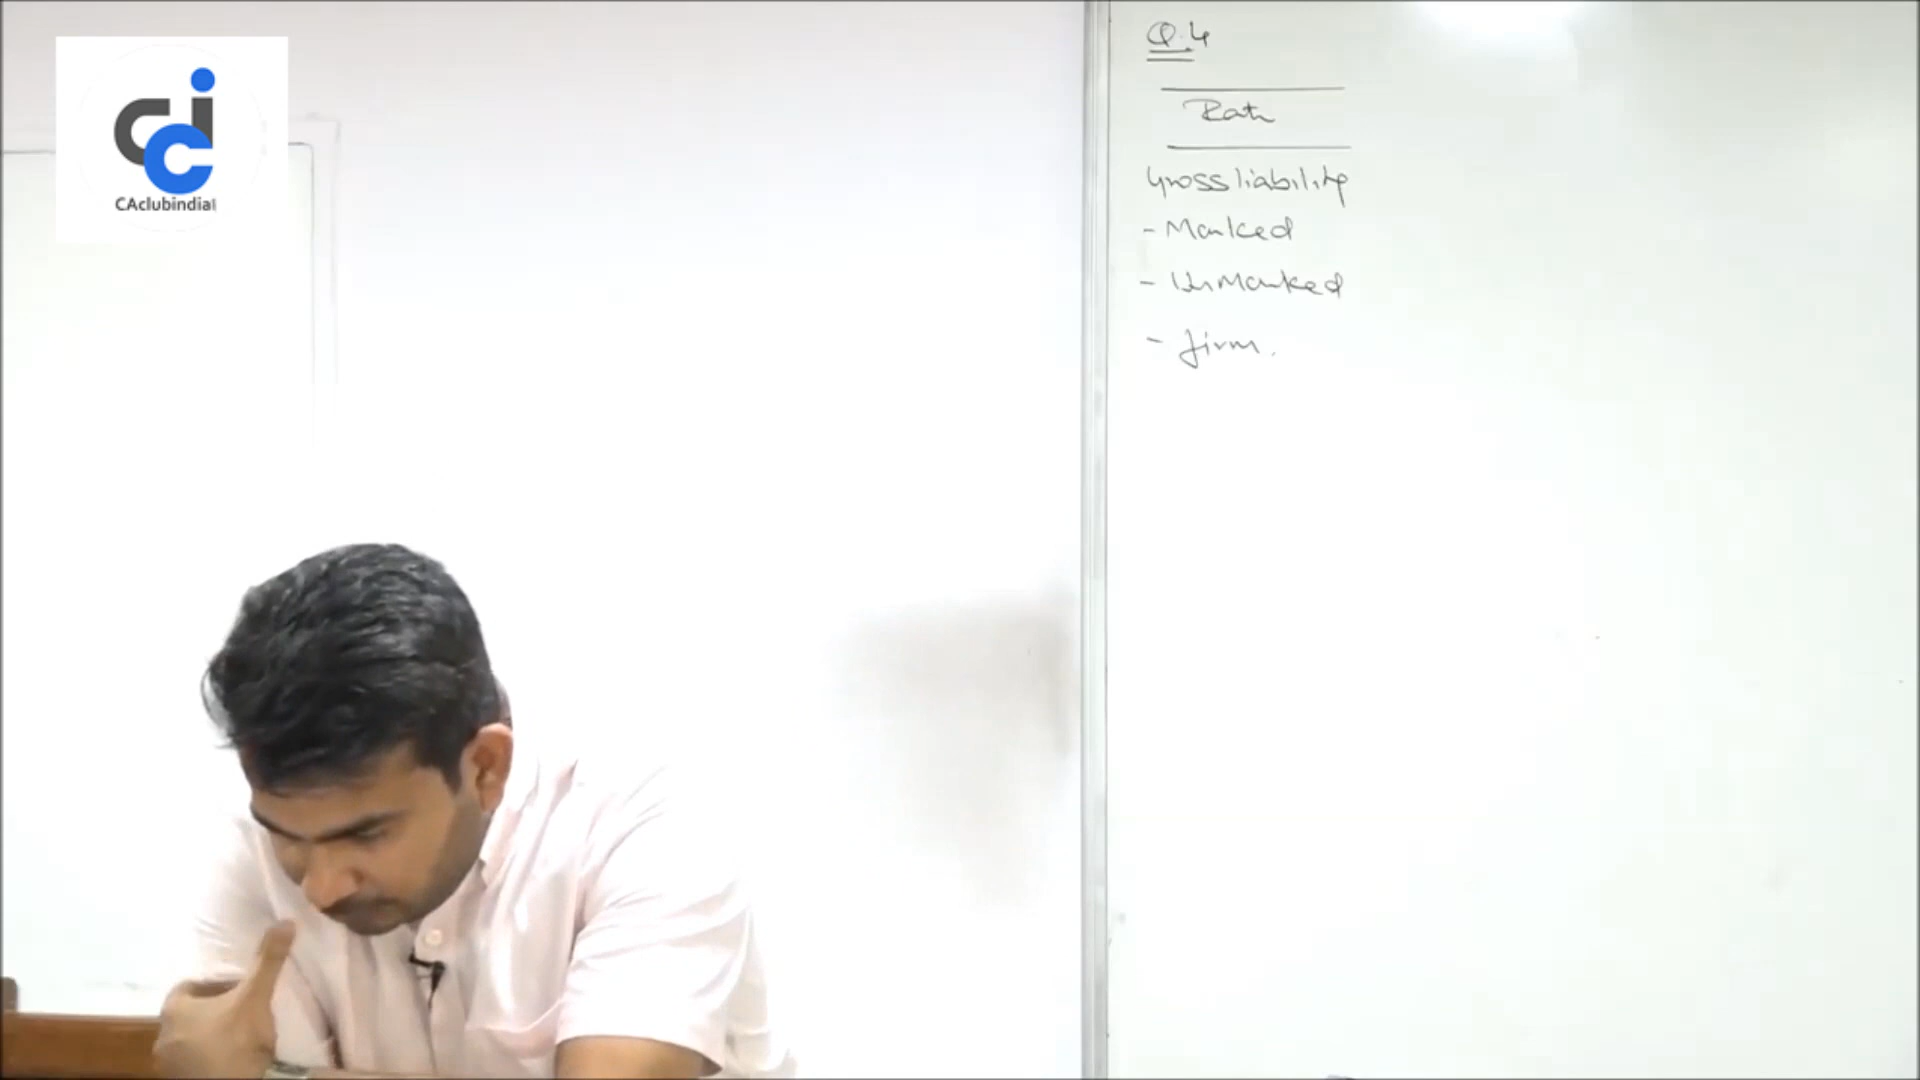 CAclubindia
Q.4
Rate
Gross liability
- Marked
- UnMarked
- firm.